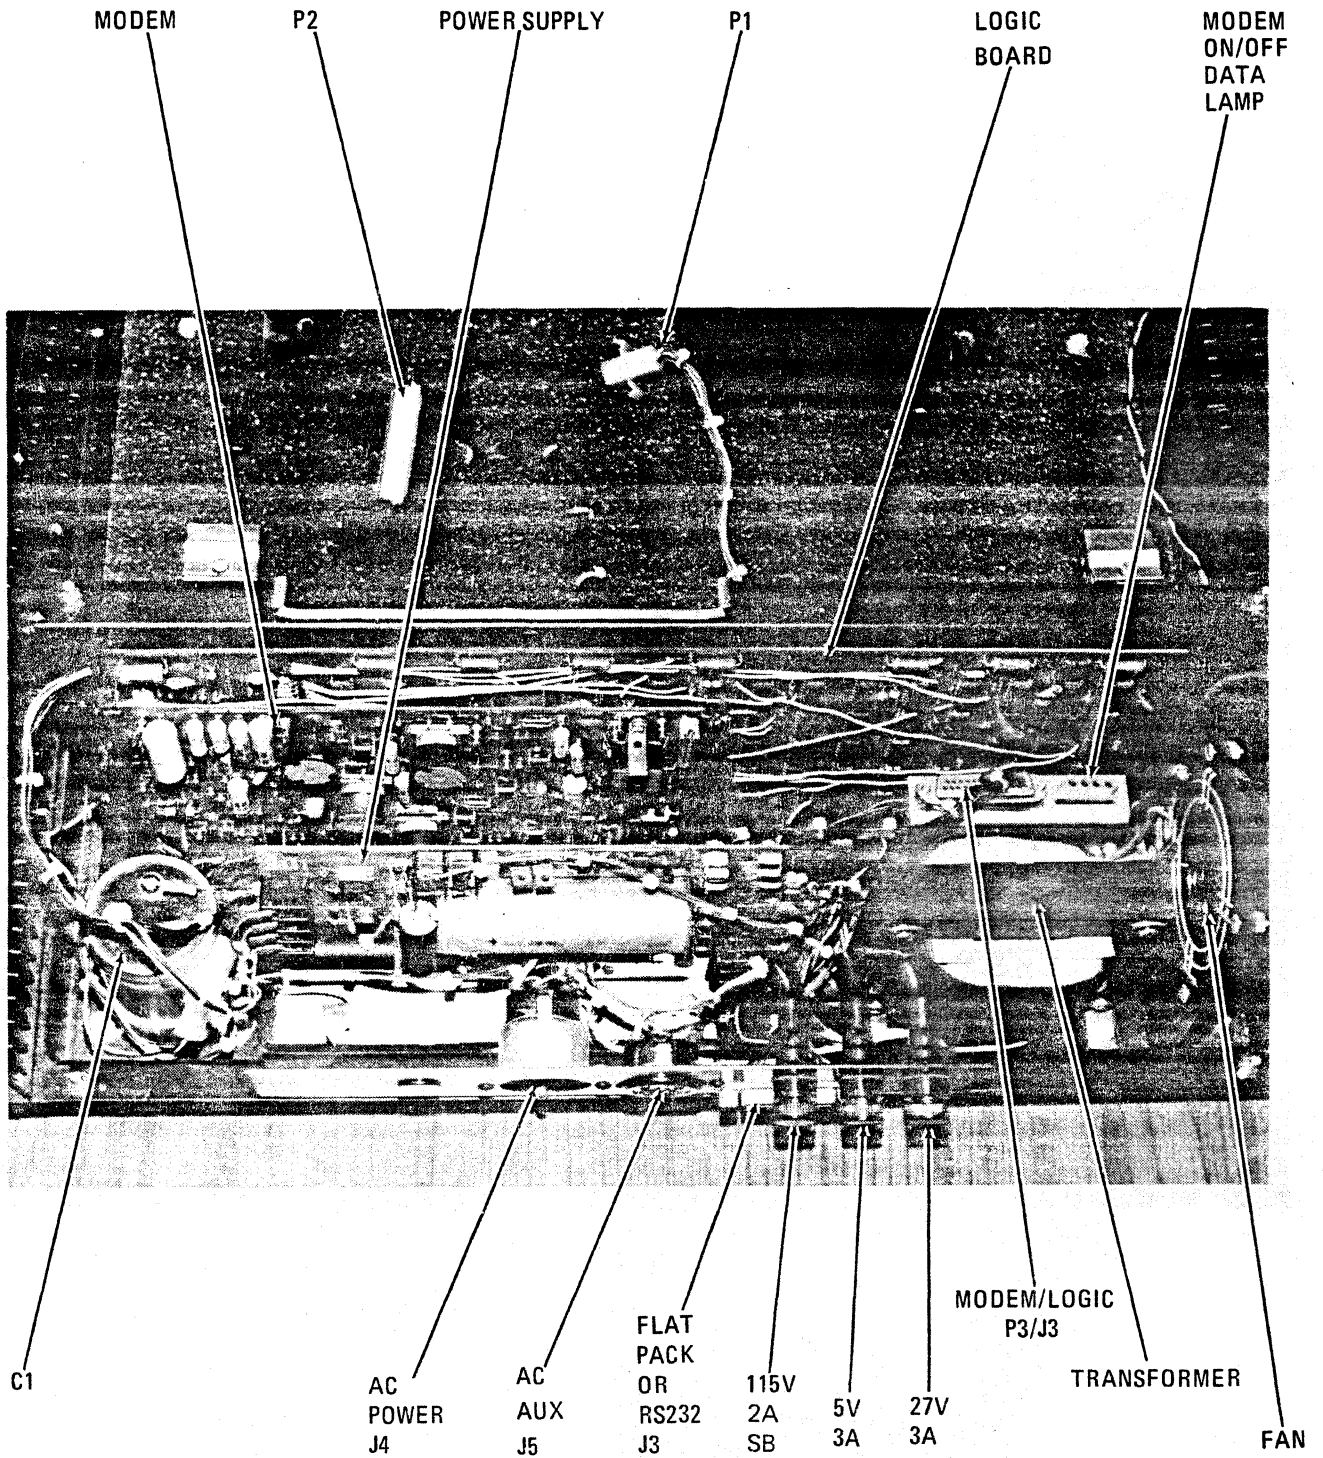 MODEM
P2
POWER SUPPLY
P1
LOGIC
BOARD
MODEM
ON/OFF
DATA
LAMP
C1
AC
POWER
J4
AC
AUX
J5
FLAT
PACK
OR
RS232
J3
115V
2A
SB
5V
3A
27V
3A
MODEM/LOGIC
P3/J3
TRANSFORMER
FAN